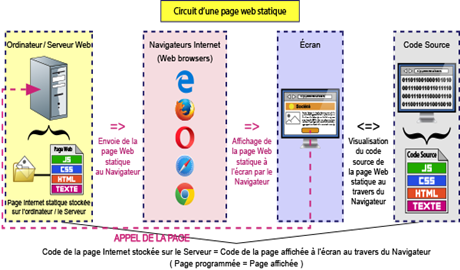 Circuit d'une page web statique
Ordinateur / Serveur Web
Page Web
JS
CSS
HTML
TEXTE
Page Internet statique stockée
sur l'ordinateur / le Serveur
=>
Envoie de la
page Web
statique
au Navigateur
Navigateurs Internet
(Web browsers)
=>
Affichage de
la page Web
statique à
l'écran par le
Navigateur
Écran
<=>
Visualisation
du code
source de
la page Web
statique au
travers du
Navigateur
Code Source
Code Source
JS
CSS
HTML
TEXTE
APPEL DE LA PAGE
Code de la page Internet stockée sur le Serveur = Code de la page affichée à l'écran au travers du Navigateur
( Page programmée = Page affichée )